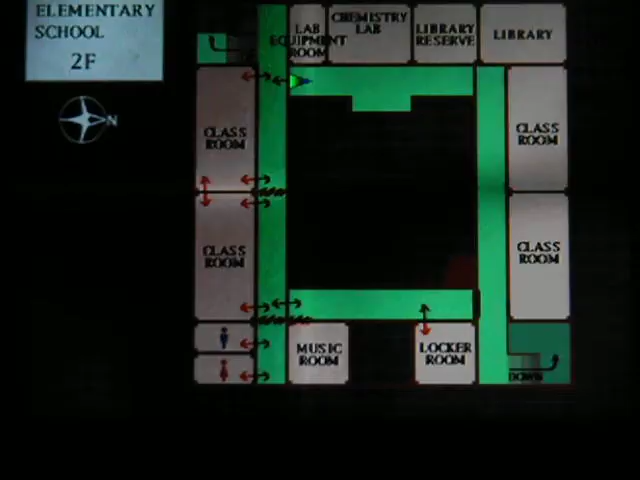 ELEMENTARY
SCHOOL
2F
N
LAB
EQUIPMENT
ROOM
CHEMISTRY
LAB
LIBRARY
RESERVE
LIBRARY
CLASS
ROOM
CLASS
ROOM
CLASS
ROOM
CLASS
ROOM
MUSIC
ROOM
LOCKER
ROOM
DOWN